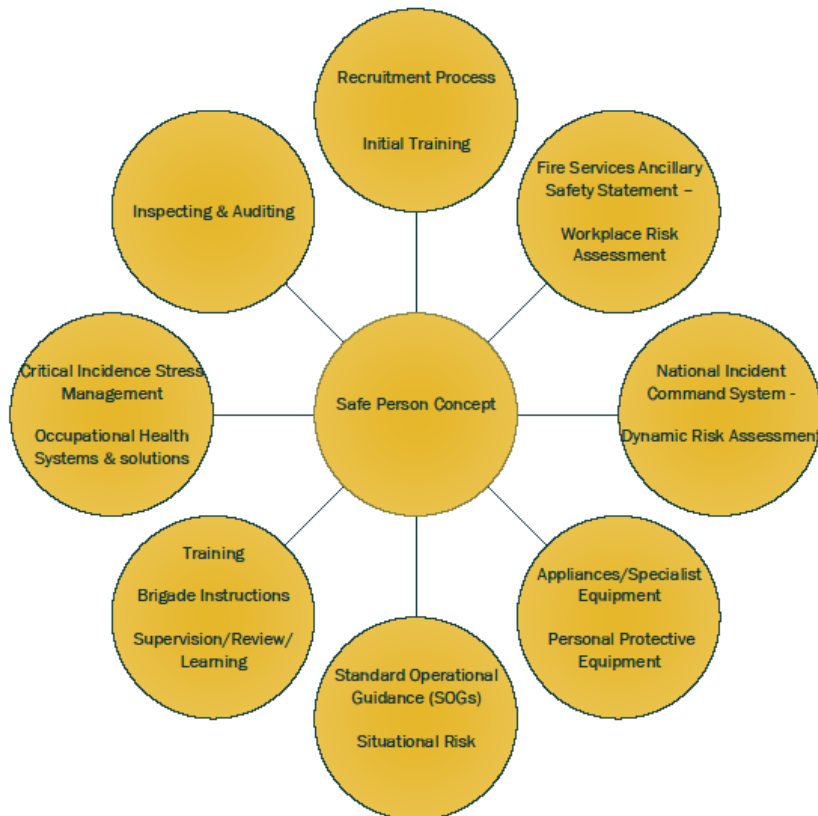 Recruitment Process
Initial Training
Fire Services Ancillary
Safety Statement –
Workplace Risk
Assessment
National Incident
Command System -
Dynamic Risk Assessment
Appliances/Specialist
Equipment
Personal Protective
Equipment
Standard Operational
Guidance (SOGs)
Situational Risk
Training
Brigade Instructions
Supervision/Review/
Learning
Critical Incidence Stress
Management
Occupational Health
Systems & solutions
Inspecting & Auditing
Safe Person Concept